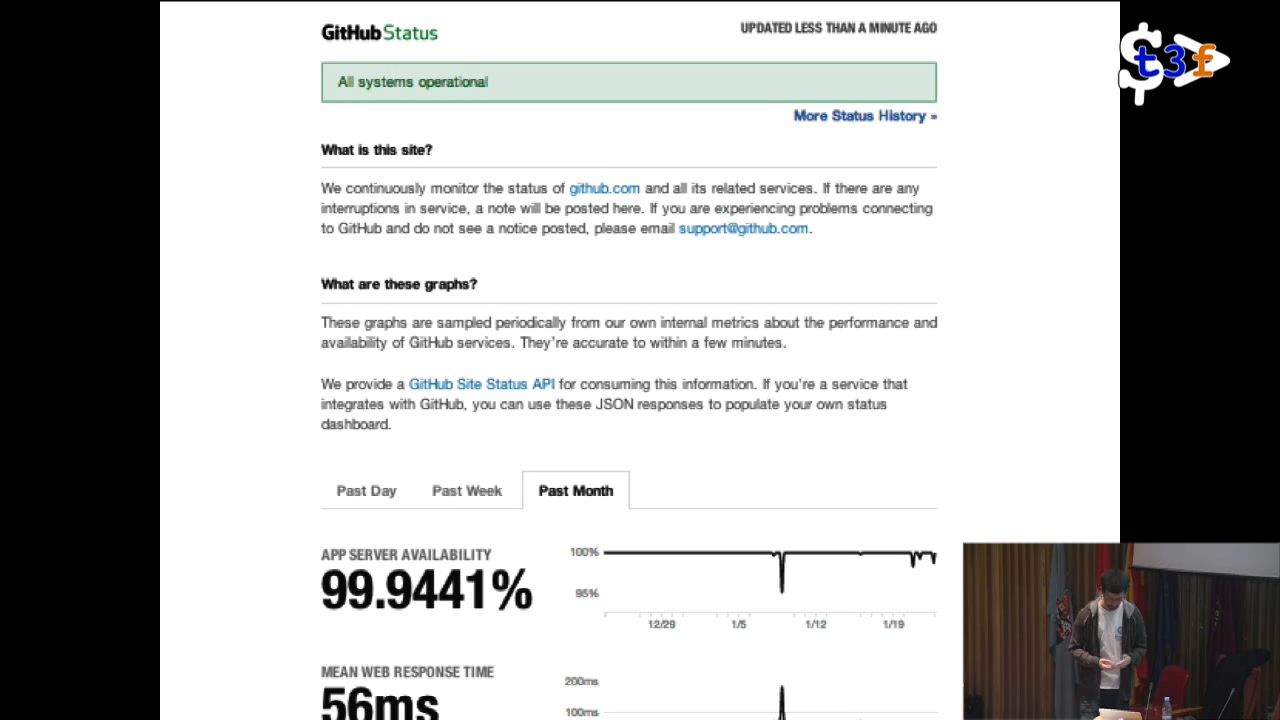 GitHub Status
UPDATED LESS THAN A MINUTE AGO
$t3f
All systems operational
More Status History »
What is this site?
We continuously monitor the status of github.com and all its related services. If there are any
interruptions in service, a note will be posted here. If you are experiencing problems connecting
to GitHub and do not see a notice posted, please email support@github.com.
What are these graphs?
These graphs are sampled periodically from our own internal metrics about the performance and
availability of GitHub services. They're accurate to within a few minutes.
We provide a GitHub Site Status API for consuming this information. If you're a service that
integrates with GitHub, you can use these JSON responses to populate your own status
dashboard.
Past Day
Past Week
Past Month
APP SERVER AVAILABILITY
99.9441%
100%
95%
12/29
1/5
1/12
1/19
MEAN WEB RESPONSE TIME
56ms
200ms
100ms